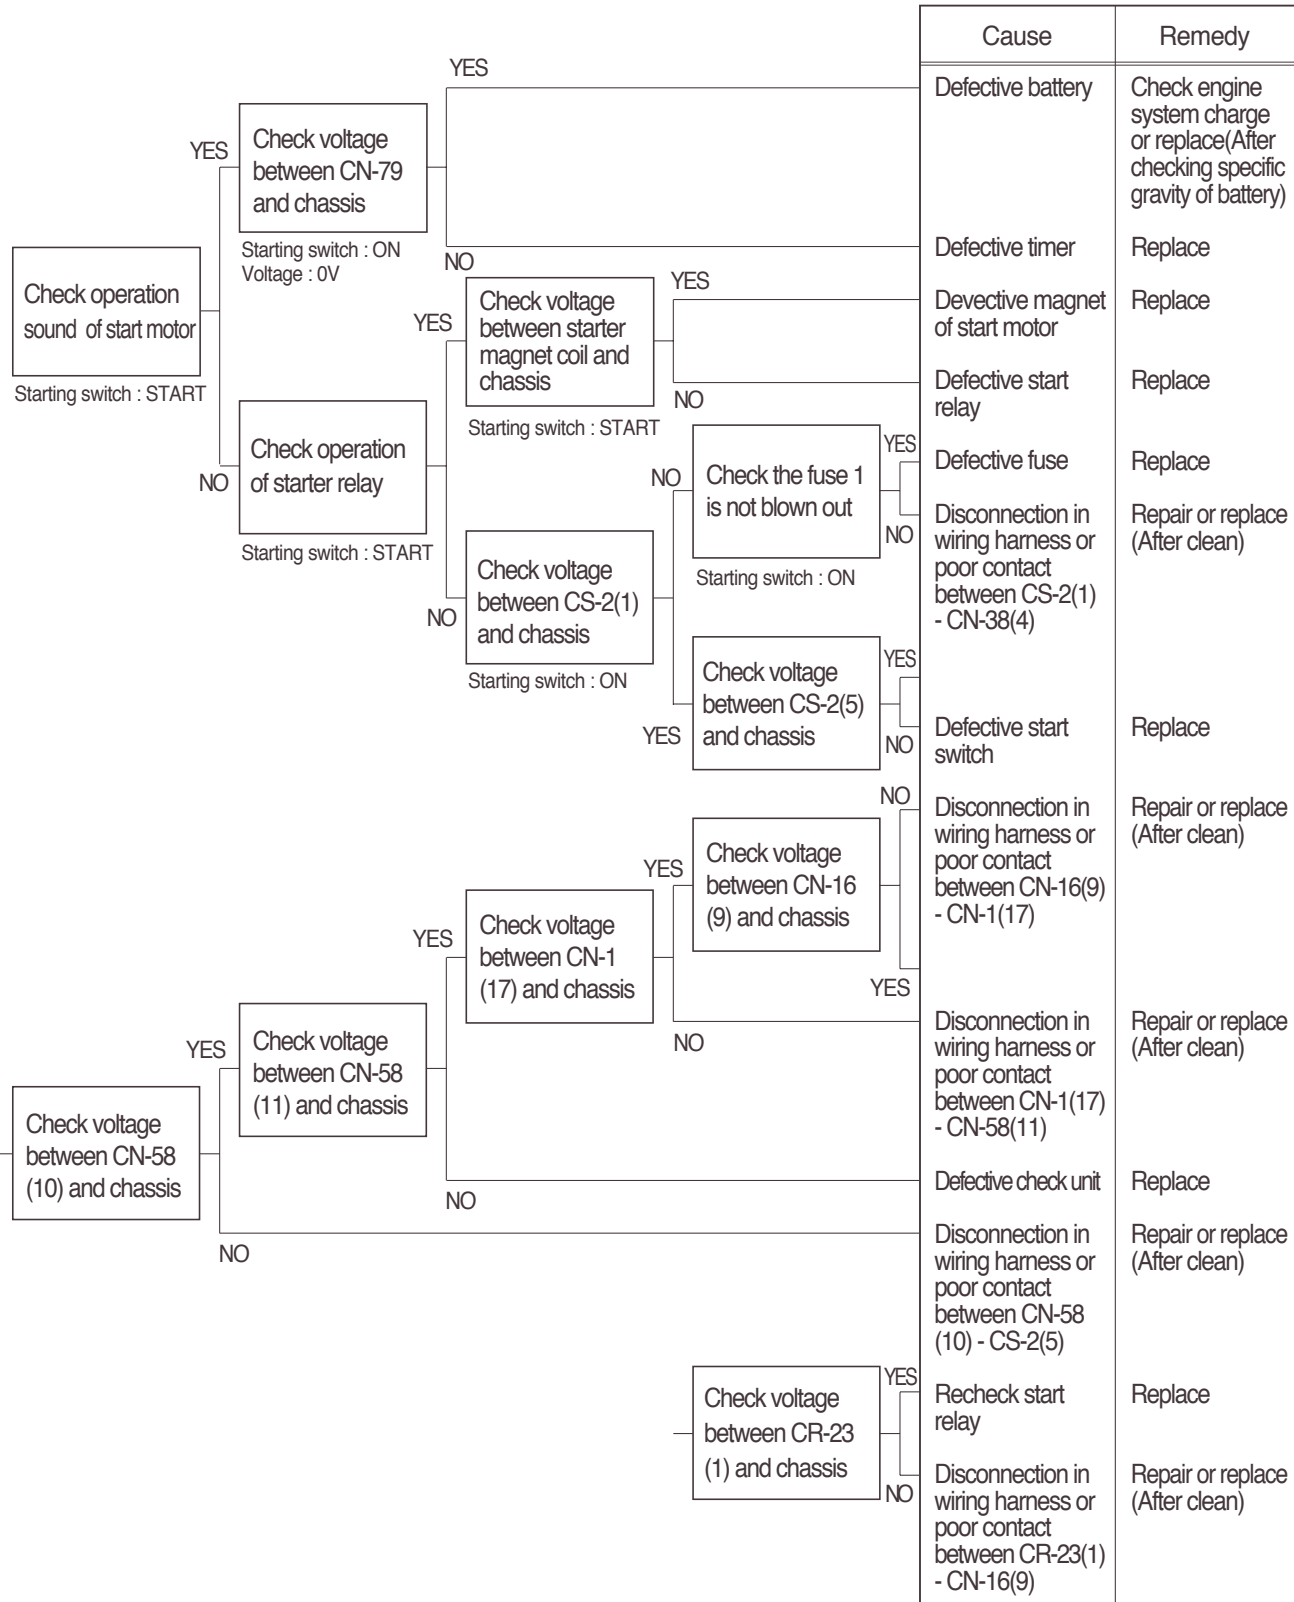 Cause
Remedy
YES
Defective battery
Check engine
system charge
or replace(After
checking specific
gravity of battery)
YES
Check voltage
between CN-79
and chassis
Starting switch : ON
Voltage : 0V
NO
Defective timer
Replace
Check operation
sound of start motor
Starting switch : START
YES
Check voltage
between starter
magnet coil and
chassis
Starting switch : START
YES
Devective magnet
of start motor
Replace
NO
Defective start
relay
Replace
NO
Check operation
of starter relay
Starting switch : START
NO
Check the fuse 1
is not blown out
Starting switch : ON
YES
Defective fuse
Replace
NO
Disconnection in
wiring harness or
poor contact
between CS-2(1)
- CN-38(4)
Repair or replace
(After clean)
NO
Check voltage
between CS-2(1)
and chassis
Starting switch : ON
YES
Check voltage
between CS-2(5)
and chassis
YES
NO
Defective start
switch
Replace
NO
Disconnection in
wiring harness or
poor contact
between CN-16(9)
- CN-1(17)
Repair or replace
(After clean)
YES
Check voltage
between CN-16
(9) and chassis
YES
YES
Check voltage
between CN-1
(17) and chassis
NO
Disconnection in
wiring harness or
poor contact
between CN-1(17)
- CN-58(11)
Repair or replace
(After clean)
YES
Check voltage
between CN-58
(11) and chassis
Check voltage
between CN-58
(10) and chassis
NO
Defective check unit
Replace
NO
Disconnection in
wiring harness or
poor contact
between CN-58
(10) - CS-2(5)
Repair or replace
(After clean)
Check voltage
between CR-23
(1) and chassis
YES
Recheck start
relay
Replace
NO
Disconnection in
wiring harness or
poor contact
between CR-23(1)
- CN-16(9)
Repair or replace
(After clean)